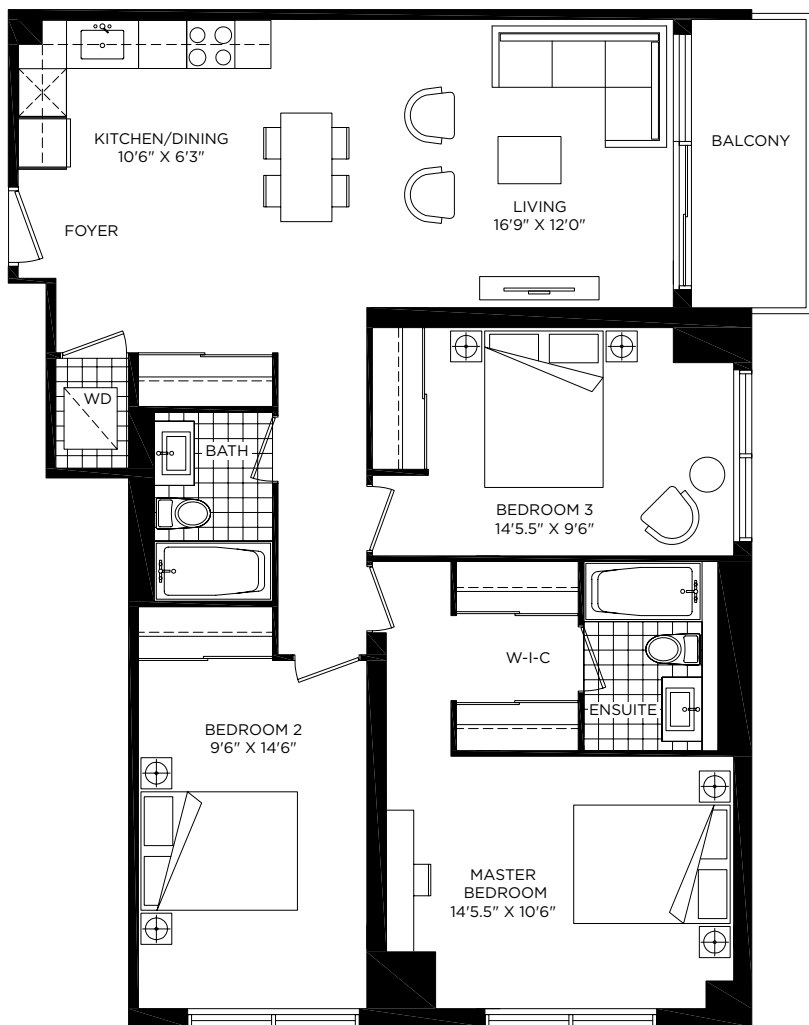 KITCHEN/DINING
10'6" X 6'3"
BALCONY
LIVING
16'9" X 12'0"
FOYER
WD
BATH
BEDROOM 3
14'5.5" X 9'6"
W-I-C
ENSUITE
BEDROOM 2
9'6" X 14'6"
MASTER
BEDROOM
14'5.5" X 10'6"